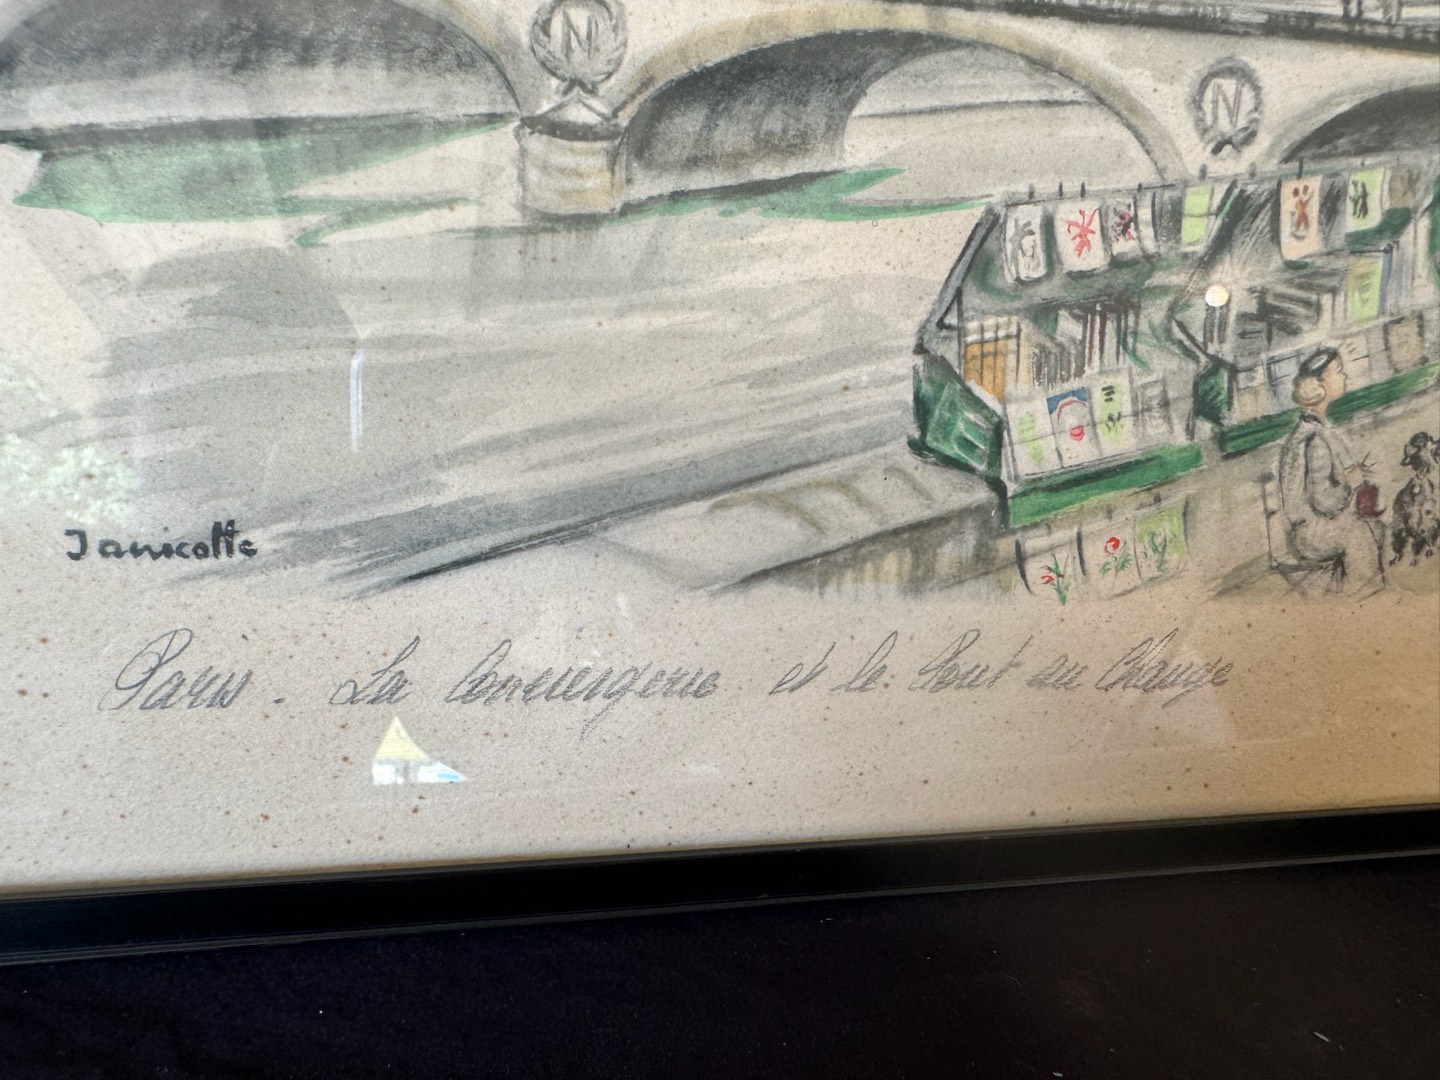 N
N
Janicotte
Paris. La Conciergerie et le Pont au Change